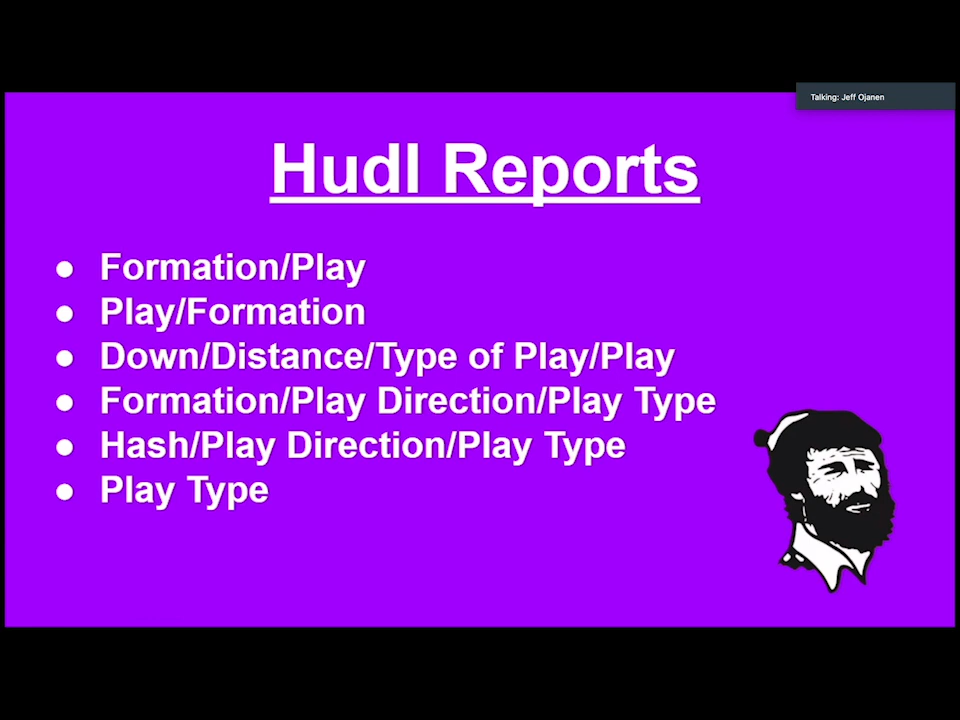 Talking: Jeff Ojanen
Hudl Reports
● Formation/Play
● Play/Formation
● Down/Distance/Type of Play/Play
● Formation/Play Direction/Play Type
● Hash/Play Direction/Play Type
● Play Type